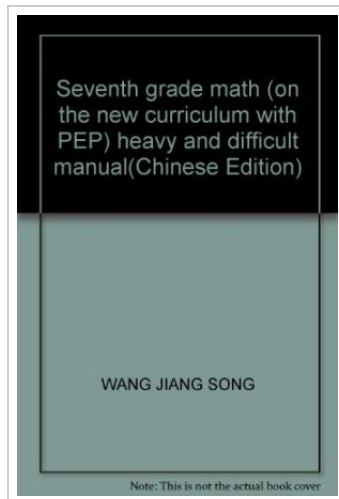 Seventh grade math (on
the new curriculum with
PEP) heavy and difficult
manual(Chinese Edition)
WANG JIANG SONG
Note: This is not the actual book cover